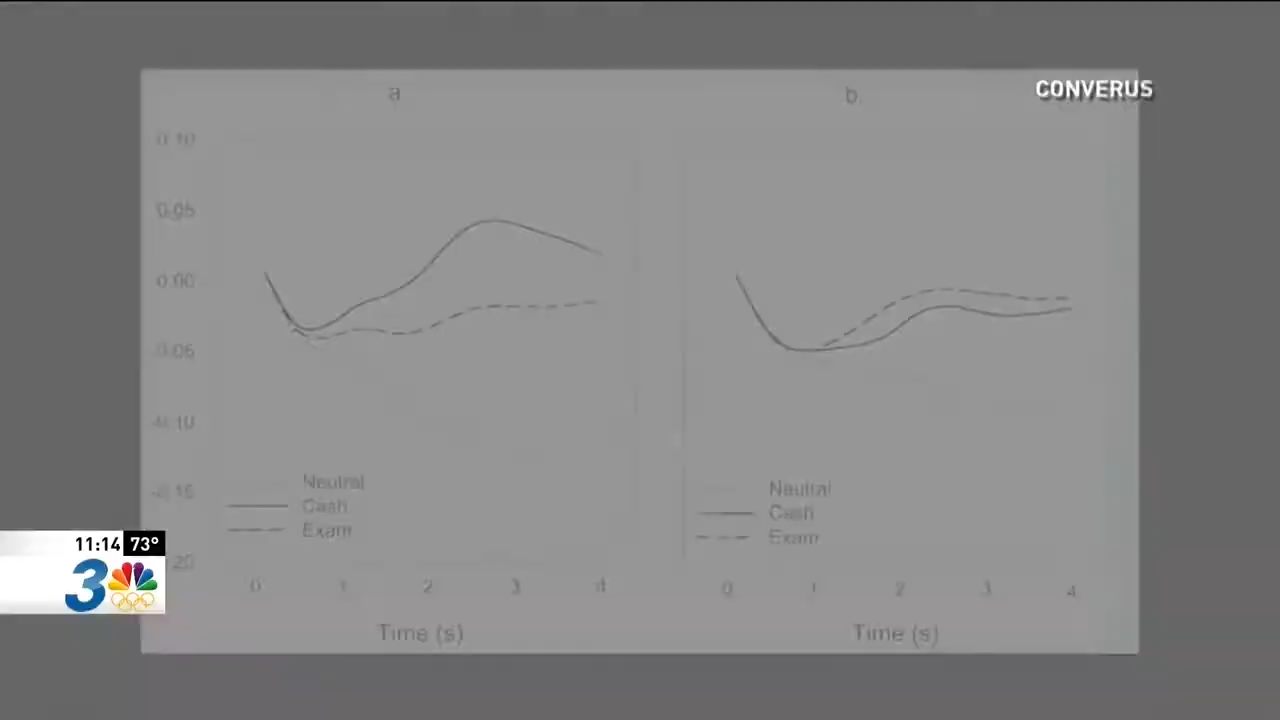 CONVERUS
a
b
0.10
0.05
0.00
-0.05
-0.10
-0.15
20
Neutral
Cash
Exam
0 1 2 3 4
Time (s)
Neutral
Cash
Exam
0 1 2 3 4
Time (s)
11:14 73°
3